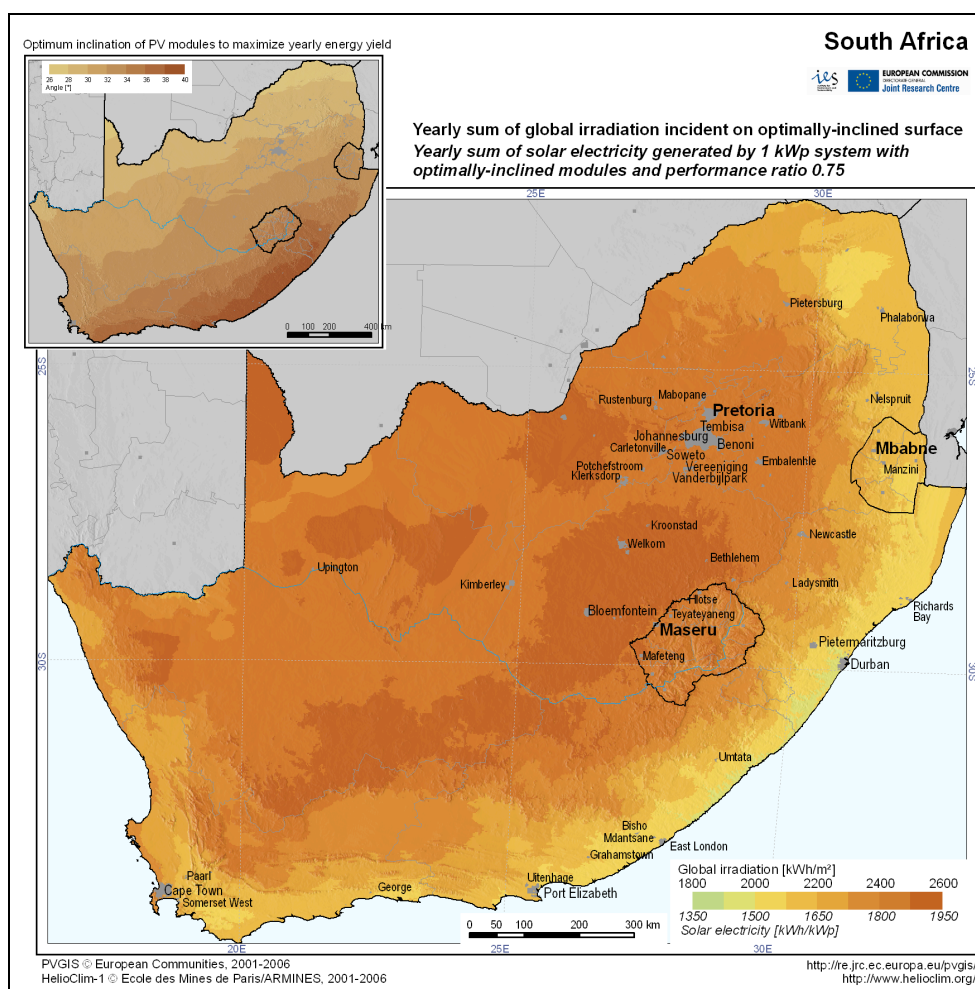 Optimum inclination of PV modules to maximize yearly energy yield
26 28 30 32 34 36 38 40
Angle [°]
0 100 200 400 km
South Africa
ies
EUROPEAN COMMISSION
DIRECTORATE-GENERAL
Joint Research Centre
Yearly sum of global irradiation incident on optimally-inclined surface
Yearly sum of solar electricity generated by 1 kWp system with
optimally-inclined modules and performance ratio 0.75
25E
30E
25S
25S
Pietersburg
Phalaborwa
Nelspruit
Mabopane
Rustenburg
Pretoria
Tembisa
Witbank
Johannesburg
Benoni
Carletonville
Soweto
Mbabne
Manzini
Potchefstroom
Vereeniging
Embalenhle
Klerksdorp
Vanderbijlpark
Kroonstad
Newcastle
Welkom
Bethlehem
Upington
Kimberley
Ladysmith
Hlotse
Bloemfontein
Teyateyaneng
Richards
Bay
Maseru
Mafeteng
Pietermaritzburg
Durban
30S
30S
Umtata
Bisho
Mdantsane
East London
Grahamstown
Paarl
Cape Town
Somerset West
George
Uitenhage
Port Elizabeth
Global irradiation [kWh/m²]
1800 2000 2200 2400 2600
1350 1500 1650 1800 1950
Solar electricity [kWh/kWp]
0 50 100 200 300 km
20E
25E
30E
PVGIS © European Communities, 2001-2006
HelioClim-1 © Ecole des Mines de Paris/ARMINES, 2001-2006
http://re.jrc.ec.europa.eu/pvgis/
http://www.helioclim.org/